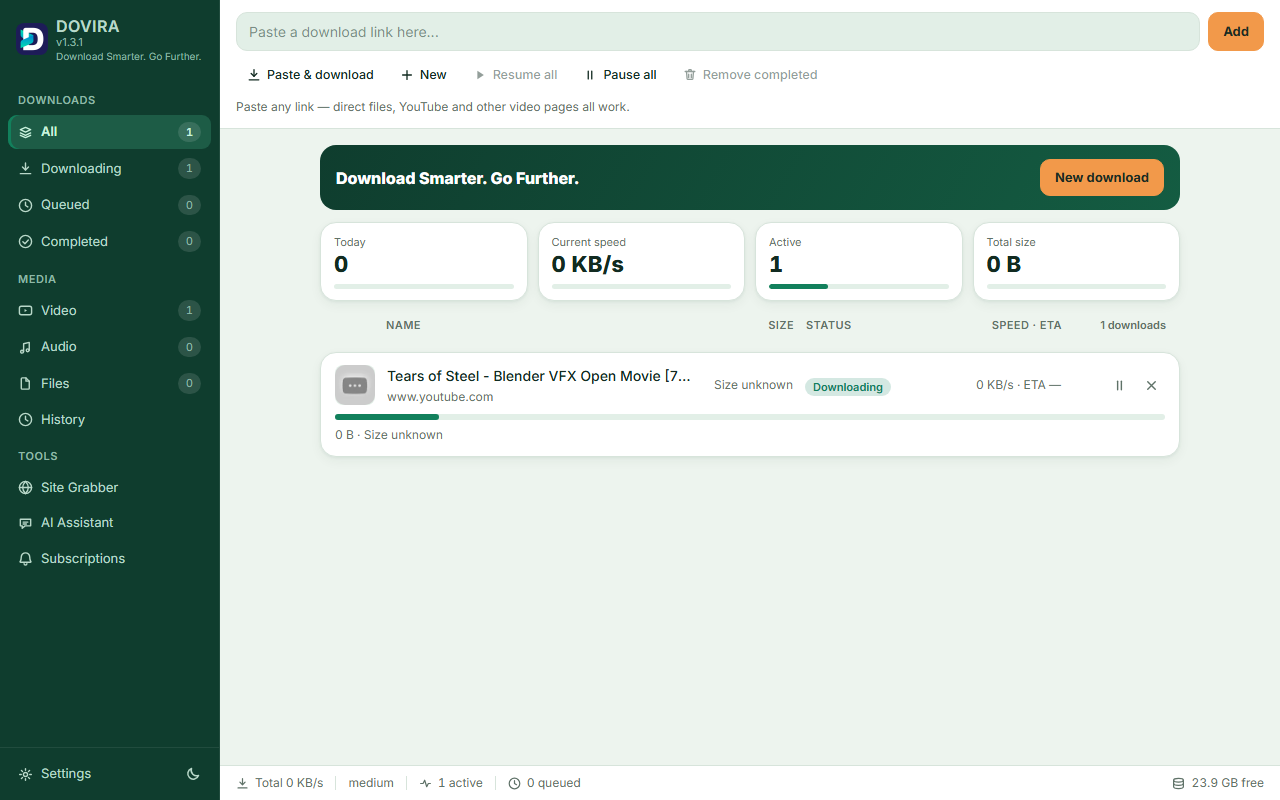 DOVIRA
v1.3.1
Download Smarter. Go Further.
DOWNLOADS
All 1
Downloading 1
Queued 0
Completed 0
MEDIA
Video 1
Audio 0
Files 0
History
TOOLS
Site Grabber
AI Assistant
Subscriptions
Settings
Paste a download link here...
Add
Paste & download New Resume all Pause all Remove completed
Paste any link — direct files, YouTube and other video pages all work.
Download Smarter. Go Further.
New download
Today
0
Current speed
0 KB/s
Active
1
Total size
0 B
NAME SIZE STATUS SPEED · ETA 1 downloads
Tears of Steel - Blender VFX Open Movie [7...
www.youtube.com
Size unknown Downloading 0 KB/s · ETA —
0 B · Size unknown
Total 0 KB/s medium 1 active 0 queued 23.9 GB free